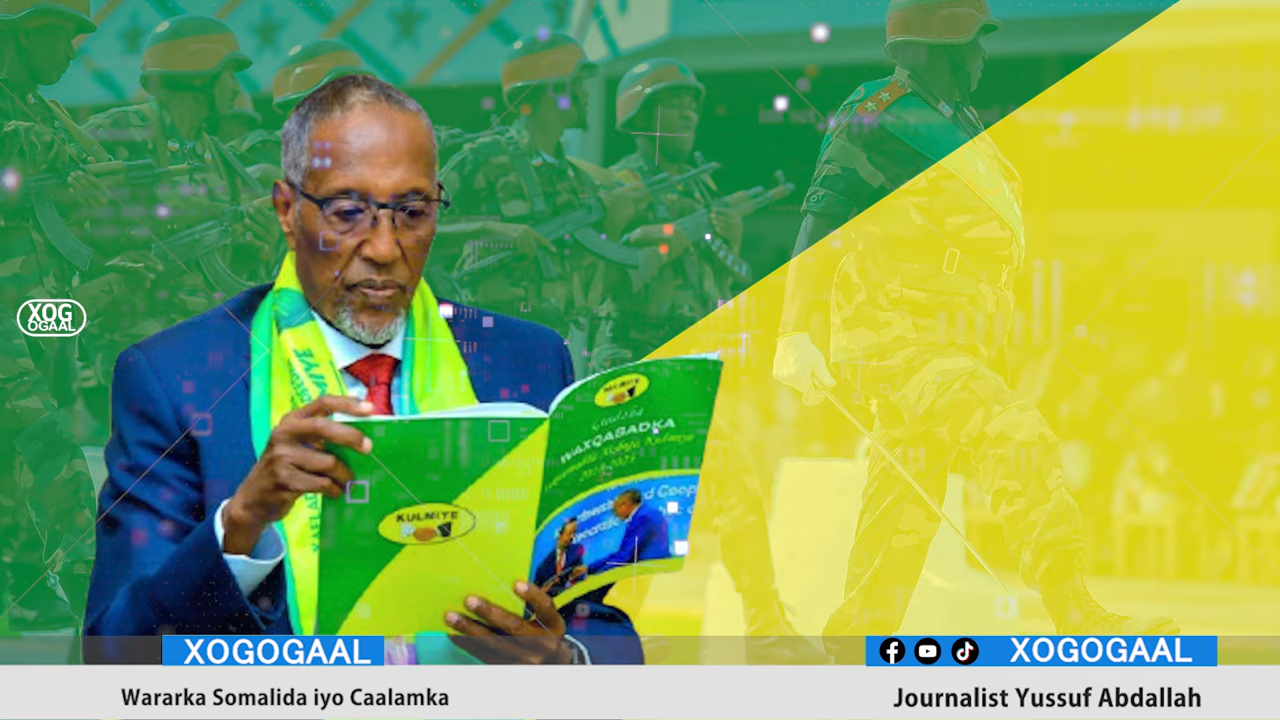 XOG
OGAAL
KULMIYE
WAXQABADKA
KULMIYE
XOGOGAAL
XOGOGAAL
Wararka Somalida iyo Caalamka
Journalist Yussuf Abdallah